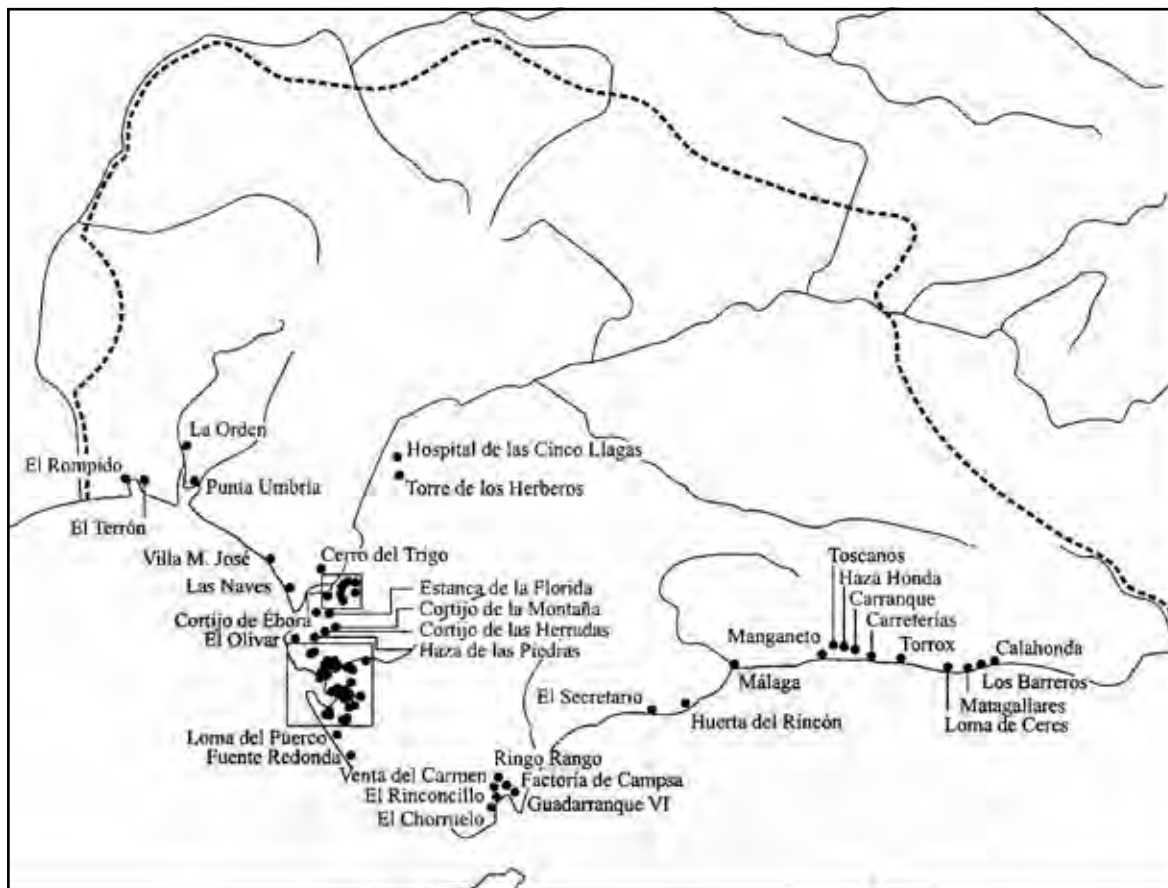 La Orden
El Rompido
Punta Umbría
El Terrón
Hospital de las Cinco Llagas
Torre de los Herberos
Villa M. José
Cerro del Trigo
Las Naves
Estanca de la Florida
Cortijo de la Montaña
Cortijo de Ébora
Cortijo de las Herrudas
El Olivar
Haza de las Piedras
Loma del Puerco
Fuente Redonda
Ringo Rango
Venta del Carmen
Factoría de Campsa
El Rinconcillo
Guadarranque VI
El Chorruelo
El Secretario
Huerta del Rincón
Málaga
Manganeto
Toscanos
Haza Honda
Carranque
Carreterías
Torrox
Calahonda
Los Barreros
Matagallares
Loma de Ceres